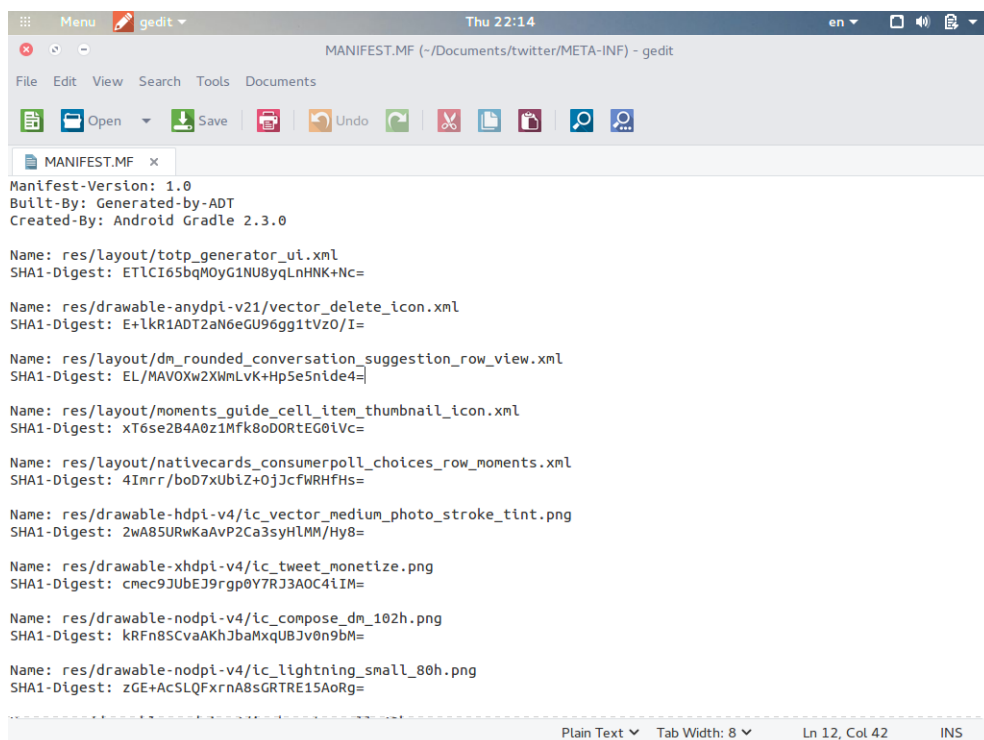 Menu gedit Thu 22:14 en
MANIFEST.MF (~/Documents/twitter/META-INF) - gedit
File Edit View Search Tools Documents
Open Save Undo
MANIFEST.MF ×
Manifest-Version: 1.0
Built-By: Generated-by-ADT
Created-By: Android Gradle 2.3.0
Name: res/layout/totp_generator_ui.xml
SHA1-Digest: ETlCI65bqMOyG1NU8yqLnHNK+Nc=
Name: res/drawable-anydpi-v21/vector_delete_icon.xml
SHA1-Digest: E+lkR1ADT2aN6eGU96gg1tVzO/I=
Name: res/layout/dm_rounded_conversation_suggestion_row_view.xml
SHA1-Digest: EL/MAVOXw2XWmLvK+Hp5e5nide4=
Name: res/layout/moments_guide_cell_item_thumbnail_icon.xml
SHA1-Digest: xT6se2B4A0z1Mfk8oDORtEG0iVc=
Name: res/layout/nativecards_consumerpoll_choices_row_moments.xml
SHA1-Digest: 4Imrr/boD7xUbiZ+OjJcfWRHfHs=
Name: res/drawable-hdpi-v4/ic_vector_medium_photo_stroke_tint.png
SHA1-Digest: 2wA85URwKaAvP2Ca3syHlMM/Hy8=
Name: res/drawable-xhdpi-v4/ic_tweet_monetize.png
SHA1-Digest: cmec9JUbEJ9rgp0Y7RJ3AOC4iIM=
Name: res/drawable-nodpi-v4/ic_compose_dm_102h.png
SHA1-Digest: kRFn8SCvaAKhJbaMxqUBJv0n9bM=
Name: res/drawable-nodpi-v4/ic_lightning_small_80h.png
SHA1-Digest: zGE+AcSLQFxrnA8sGRTRE15AoRg=
Plain Text Tab Width: 8 Ln 12, Col 42 INS